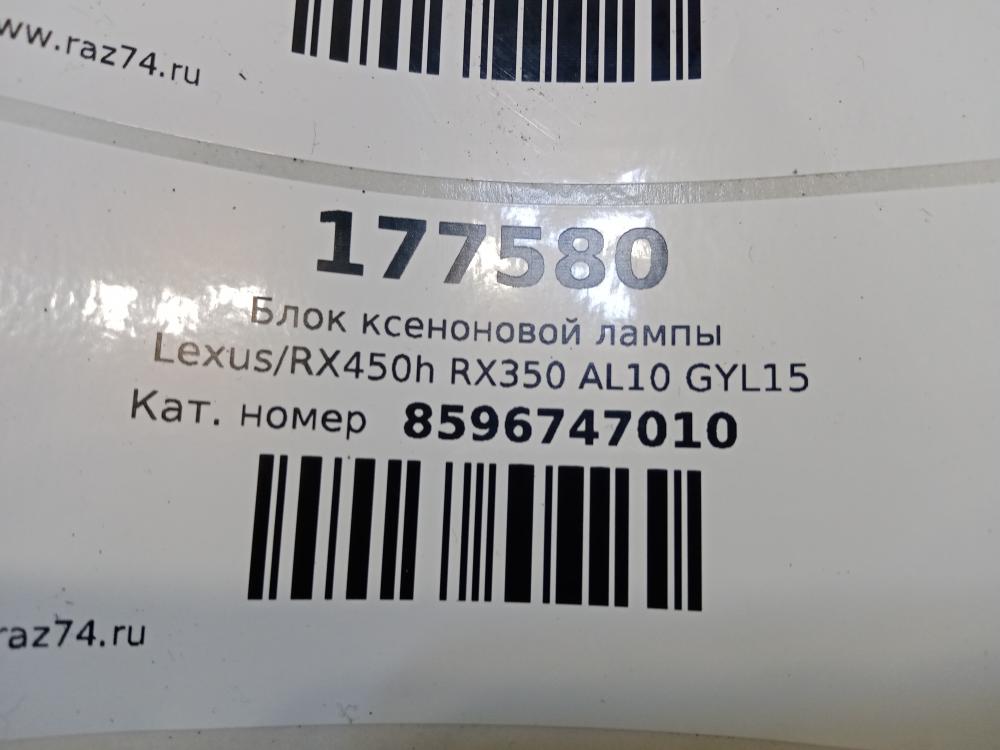 www.raz74.ru
177580
Блок ксеноновой лампы
Lexus/RX450h RX350 AL10 GYL15
Кат. номер 8596747010
raz74.ru